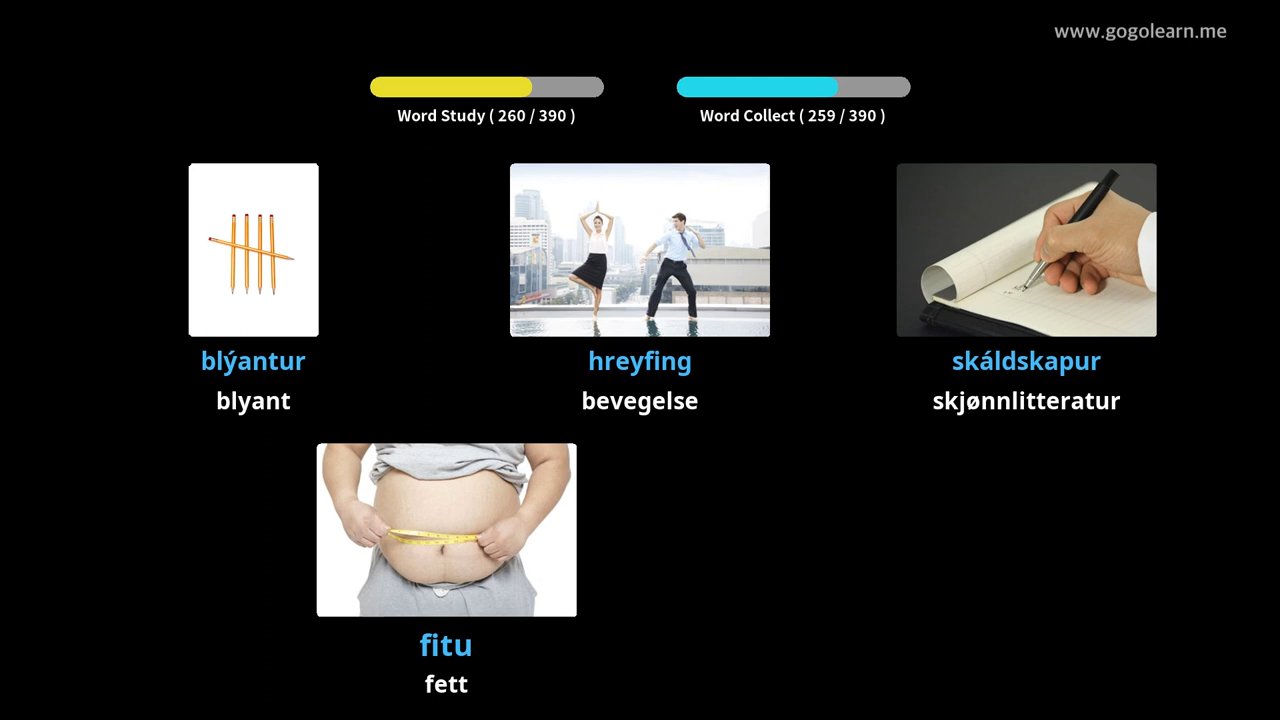 www.gogolearn.me
Word Study ( 260 / 390 )
Word Collect ( 259 / 390 )
blýantur
blyant
hreyfing
bevegelse
skáldskapur
skjønnlitteratur
fitu
fett